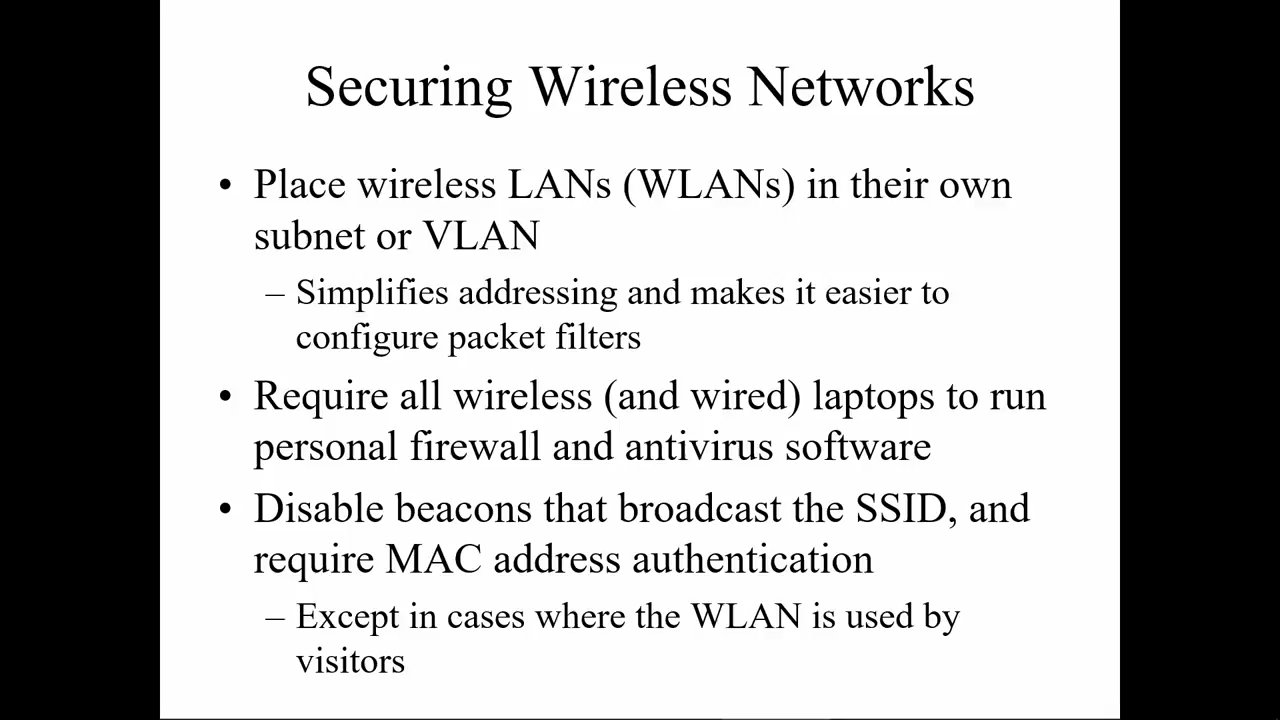 Securing Wireless Networks
• Place wireless LANs (WLANs) in their own
subnet or VLAN
– Simplifies addressing and makes it easier to
configure packet filters
• Require all wireless (and wired) laptops to run
personal firewall and antivirus software
• Disable beacons that broadcast the SSID, and
require MAC address authentication
– Except in cases where the WLAN is used by
visitors